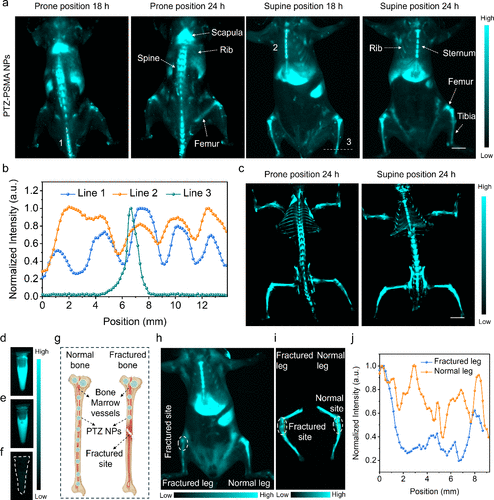 a
Prone position 18 h
Prone position 24 h
Supine position 18 h
Supine position 24 h
PTZ-PSMA NPs
High
Low
1
Scapula
Rib
Spine
Femur
2
3
Rib
Sternum
Femur
Tibia
b
Line 1
Line 2
Line 3
Normalized Intensity (a.u.)
1.0
0.8
0.6
0.4
0.2
0.0
0 2 4 6 8 10 12
Position (mm)
c
Prone position 24 h
Supine position 24 h
High
Low
d
e
f
High
Low
g
Normal bone
Fractured bone
Bone Marrow vessels
PTZ NPs
Fractured site
h
Fractured site
Fractured leg
Normal leg
Low
High
i
Fractured leg
Normal leg
Normal site
Fractured site
Low
High
j
Fractured leg
Normal leg
Normalized Intensity (a.u.)
1.0
0.8
0.6
0.4
0.2
0.0
0 2 4 6 8
Position (mm)